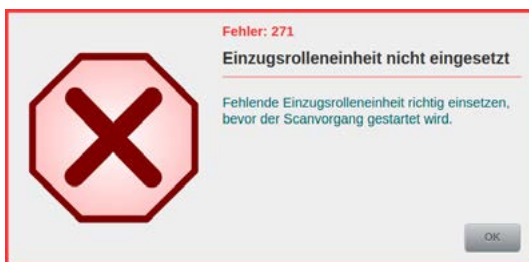 Fehler: 271
Einzugsrolleneinheit nicht eingesetzt
Fehlende Einzugsrolleneinheit richtig einsetzen,
bevor der Scanvorgang gestartet wird.
OK